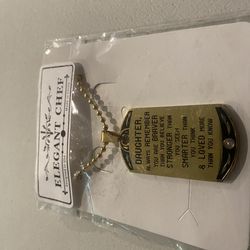 ELEGANT CHEF
DAUGHTER,
ALWAYS REMEMBER
YOU ARE BRAVER
THAN YOU BELIEVE
STRONGER THAN
YOU SEEM
SMARTER THAN
YOU THINK
& LOVED MORE
THAN YOU KNOW